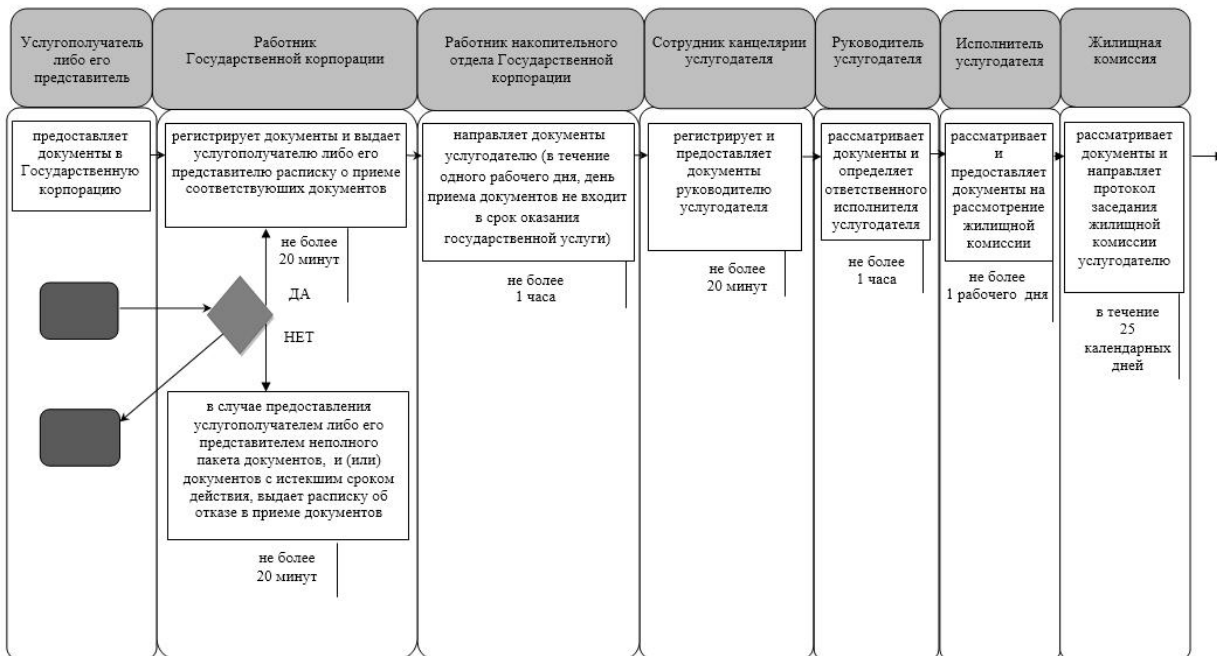 Услугополучатель
либо его
представитель
Работник
Государственной корпорации
Работник накопительного
отдела Государственной
корпорации
Сотрудник канцелярии
услугодателя
Руководитель
услугодателя
Исполнитель
услугодателя
Жилищная
комиссия
предоставляет
документы в
Государственную
корпорацию
регистрирует документы и выдает
услугополучателю либо его
представителю расписку о приеме
соответствуюших документов
не более
20 минут
ДА
НЕТ
в случае предоставления
услугополучателем либо его
представителем неполного
пакета документов, и (или)
документов с истекшим сроком
действия, выдает расписку об
отказе в приеме документов
не более
20 минут
направляет документы
услугодателю (в течение
одного рабочего дня, день
приема документов не входит
в срок оказания
государственной услуги)
не более
1 часа
регистрирует и
предоставляет
документы
руководителю
услугодателя
не более
20 минут
рассматривает
документы и
определяет
ответственного
исполнителя
услугодателя
не более
1 часа
рассматривает
и
предоставляет
документы на
рассмотрение
жилищной
комиссии
не более
1 рабочего дня
рассматривает
документы и
направляет
протокол
заседания
жилищной
комиссии
услугодателю
в течение
25
календарных
дней